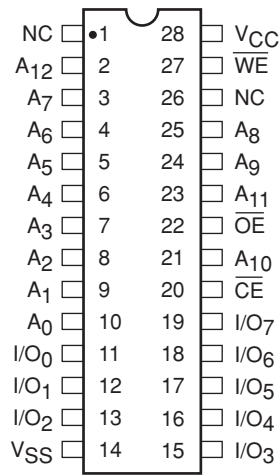 NC 1 28 VCC
A12 2 27 WE
A7 3 26 NC
A6 4 25 A8
A5 5 24 A9
A4 6 23 A11
A3 7 22 OE
A2 8 21 A10
A1 9 20 CE
A0 10 19 I/O7
I/O0 11 18 I/O6
I/O1 12 17 I/O5
I/O2 13 16 I/O4
VSS 14 15 I/O3